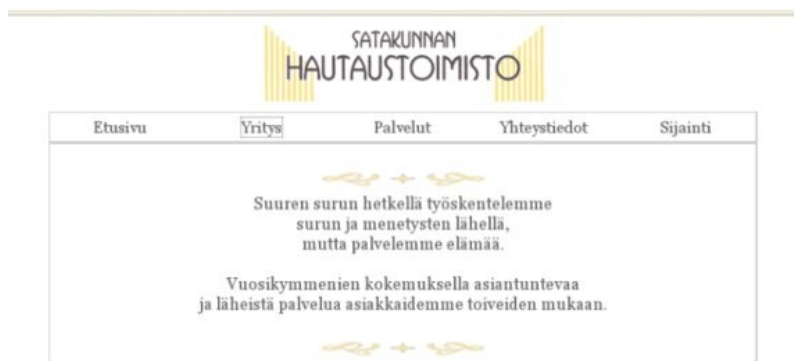 SATAKUNNAN
HAUTAUSTOIMISTO
Etusivu Yritys Palvelut Yhteystiedot Sijainti
Suuren surun hetkellä työskentelemme
surun ja menetysten lähellä,
mutta palvelemme elämää.
Vuosikymmenien kokemuksella asiantuntevaa
ja läheistä palvelua asiakkaidemme toiveiden mukaan.